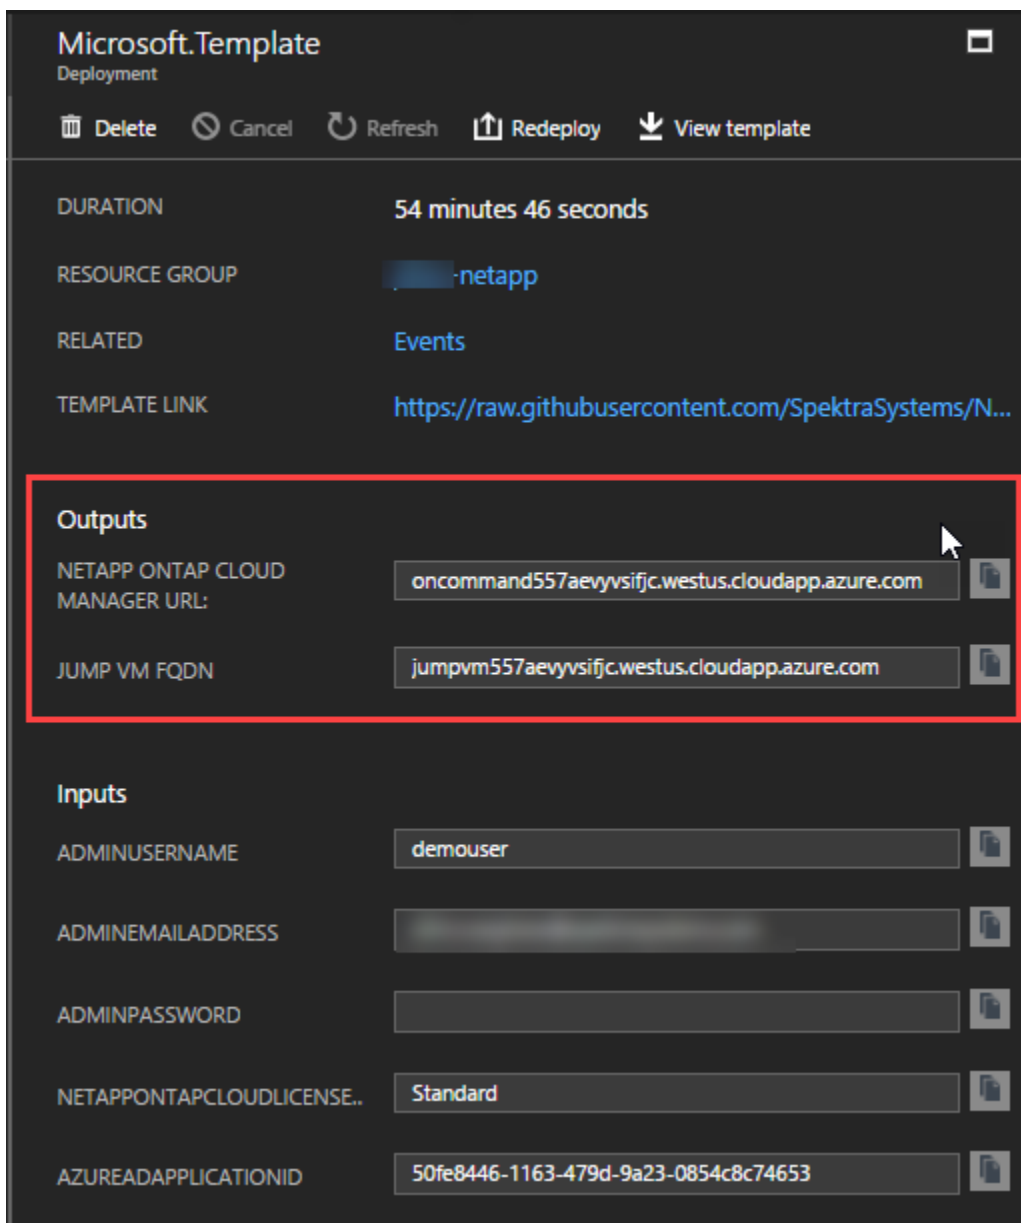 Microsoft.Template
Deployment
Delete Cancel Refresh Redeploy View template
DURATION 54 minutes 46 seconds
RESOURCE GROUP -netapp
RELATED Events
TEMPLATE LINK https://raw.githubusercontent.com/SpektraSystems/N...
Outputs
NETAPP ONTAP CLOUD
MANAGER URL:
oncommand557aevyvsifjc.westus.cloudapp.azure.com
JUMP VM FQDN jumpvm557aevyvsifjc.westus.cloudapp.azure.com
Inputs
ADMINUSERNAME demouser
ADMINEMAILADDRESS
ADMINPASSWORD
NETAPPONTAPCLOUDLICENSE.. Standard
AZUREADAPPLICATIONID 50fe8446-1163-479d-9a23-0854c8c74653